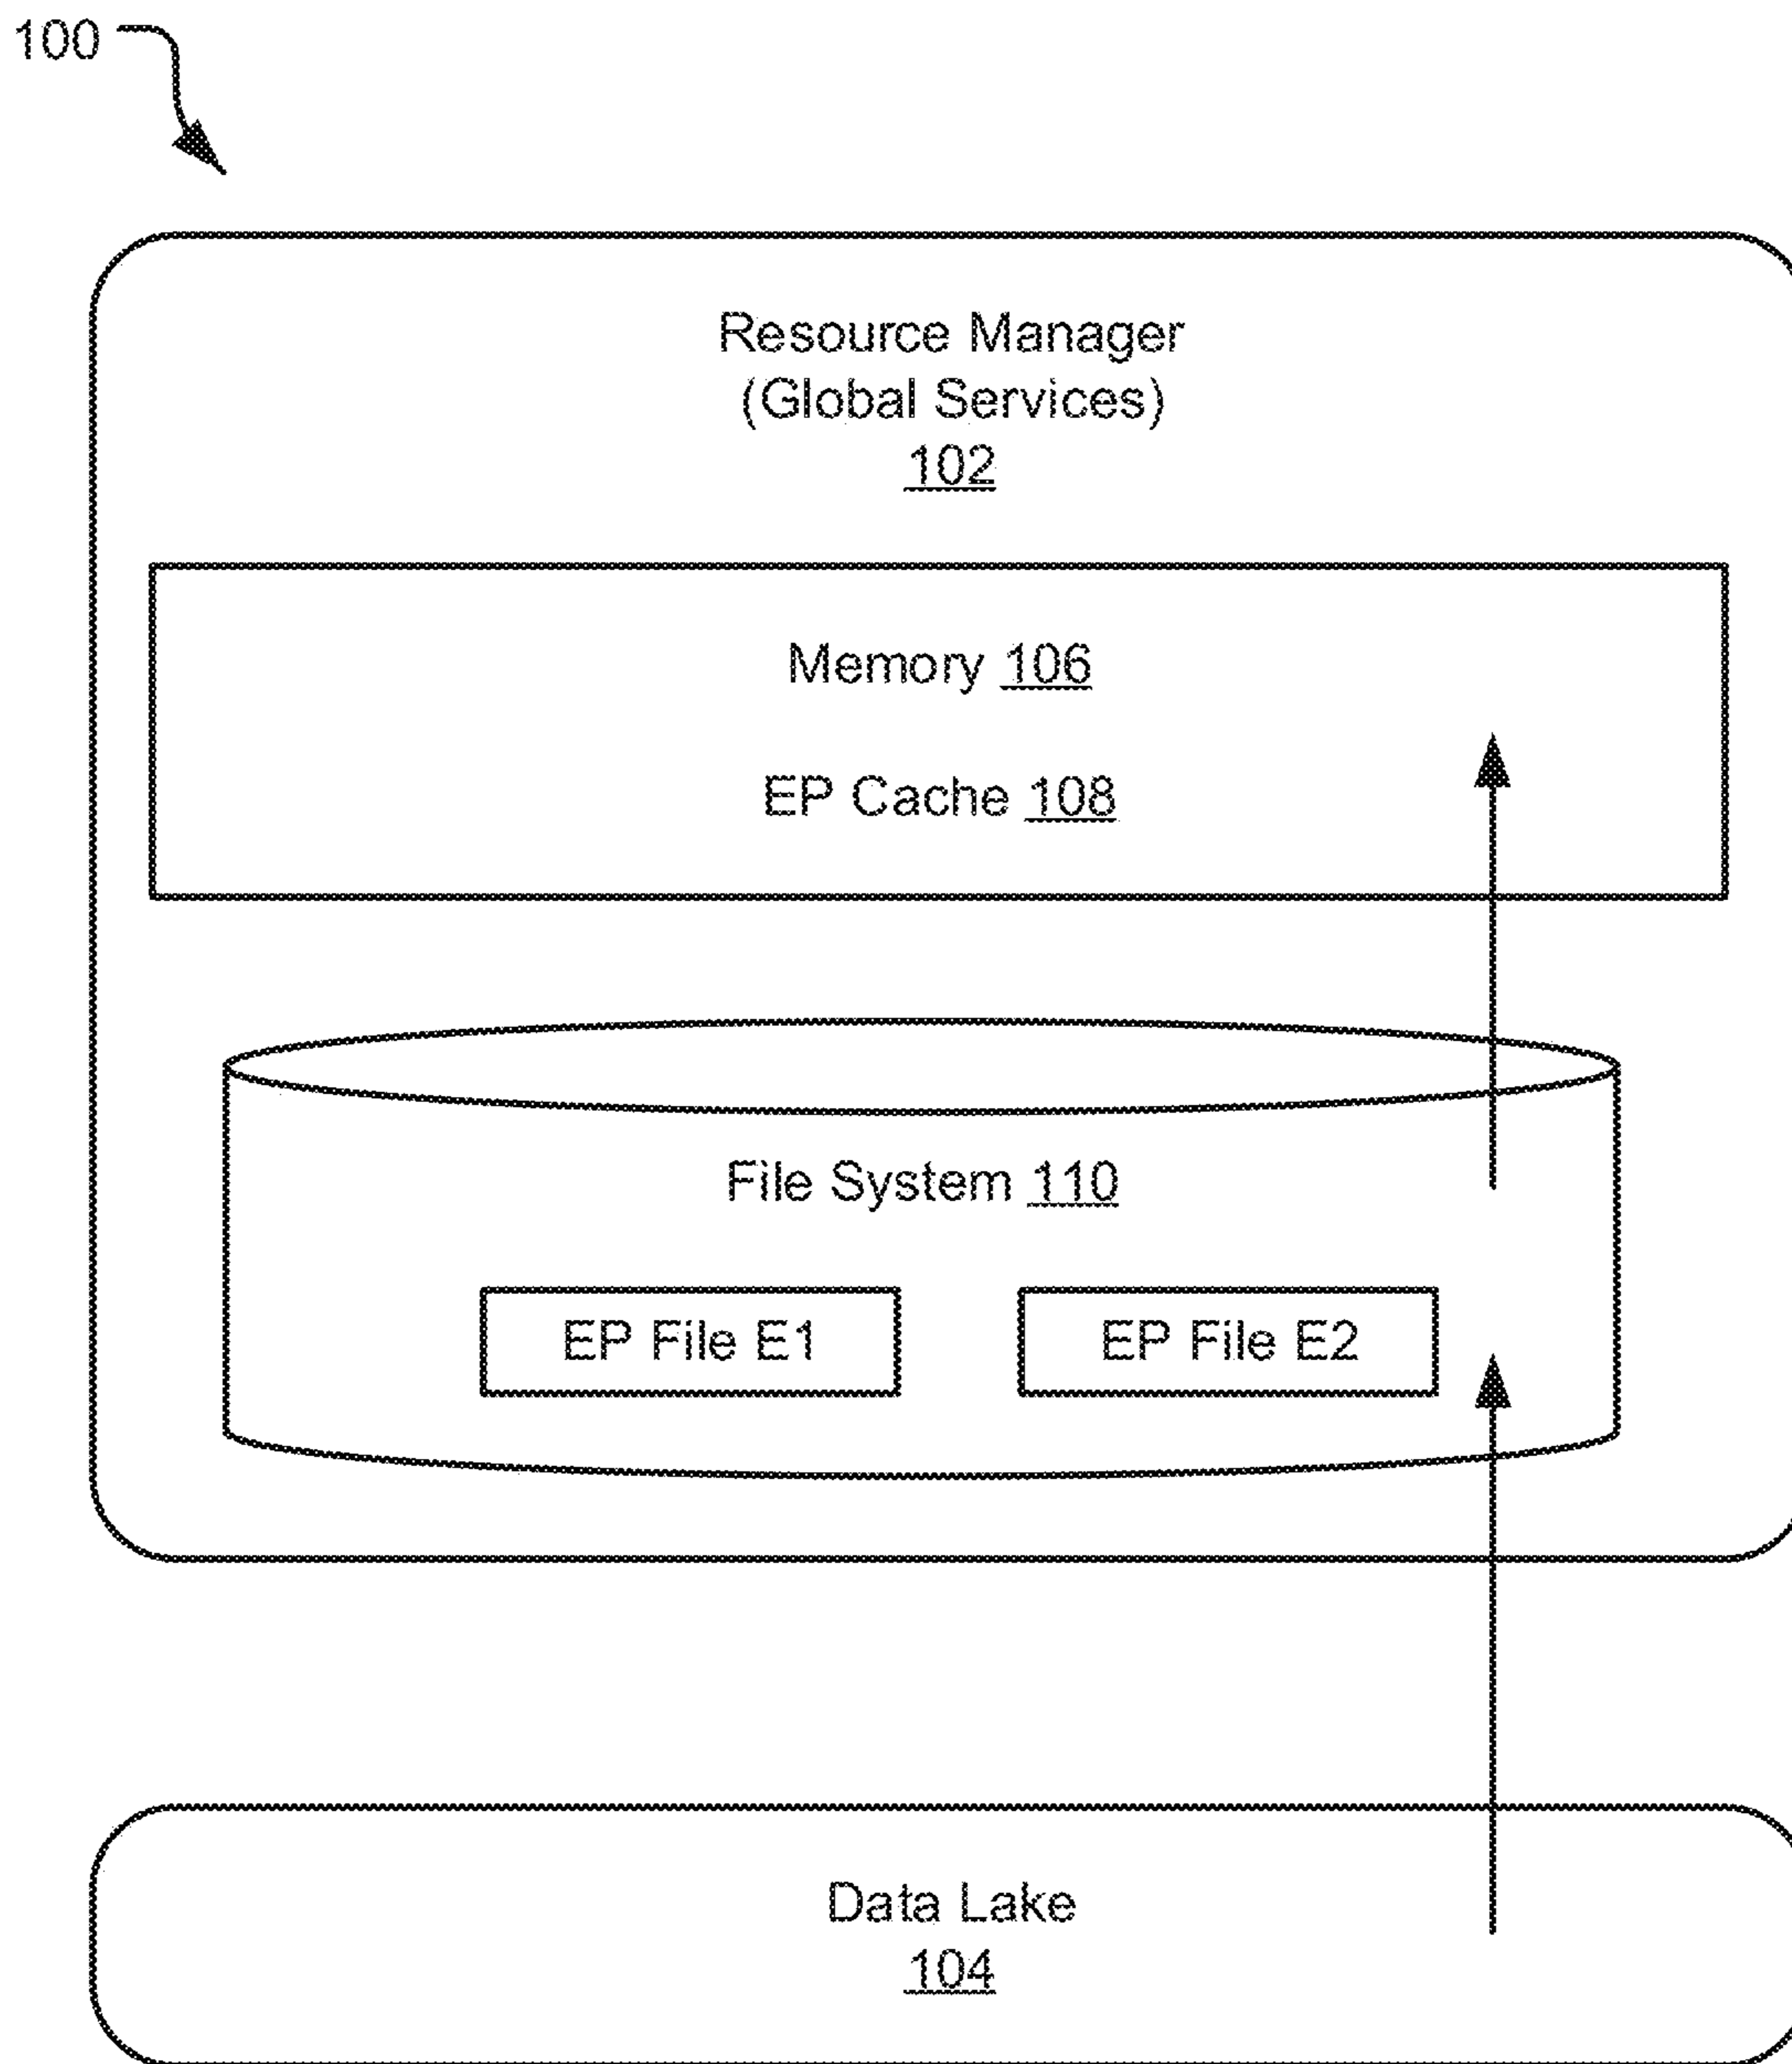 100
Resource Manager
(Global Services)
102
Memory 106
EP Cache 108
File System 110
EP File E1
EP File E2
Data Lake
104